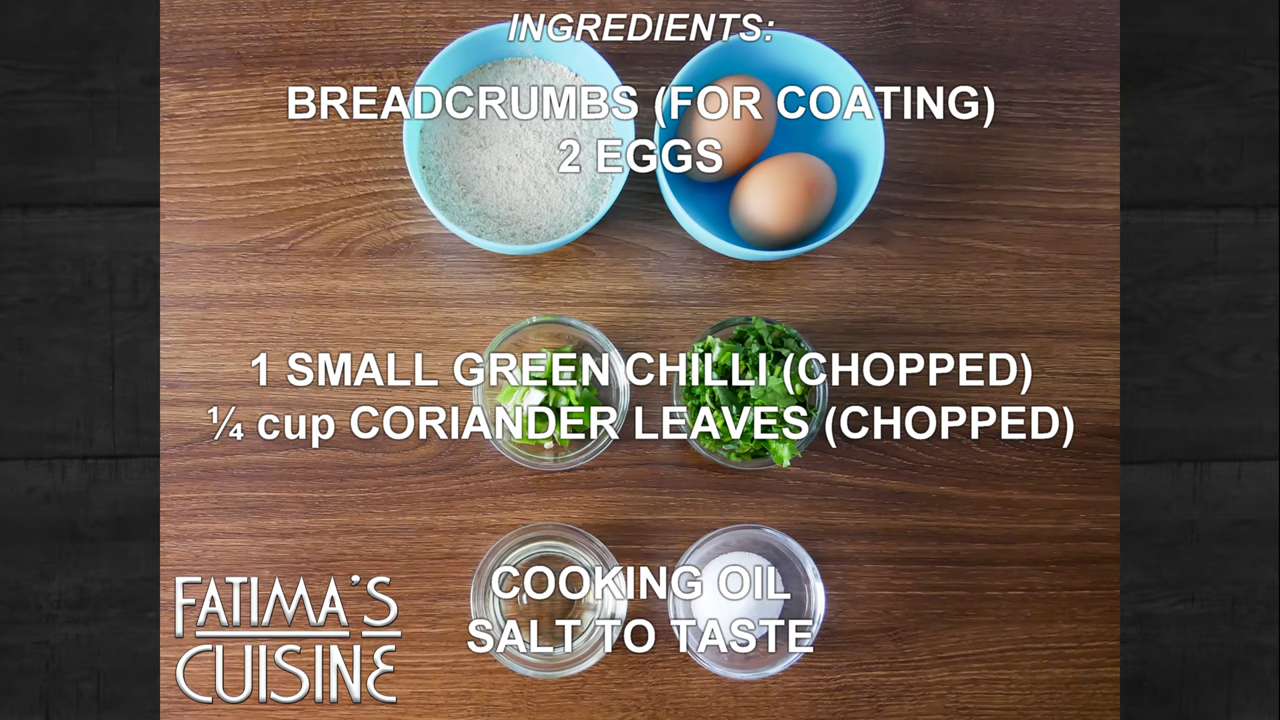 INGREDIENTS:
BREADCRUMBS (FOR COATING)
2 EGGS
1 SMALL GREEN CHILLI (CHOPPED)
¼ cup CORIANDER LEAVES (CHOPPED)
COOKING OIL
SALT TO TASTE
FATIMA'S
CUISINE